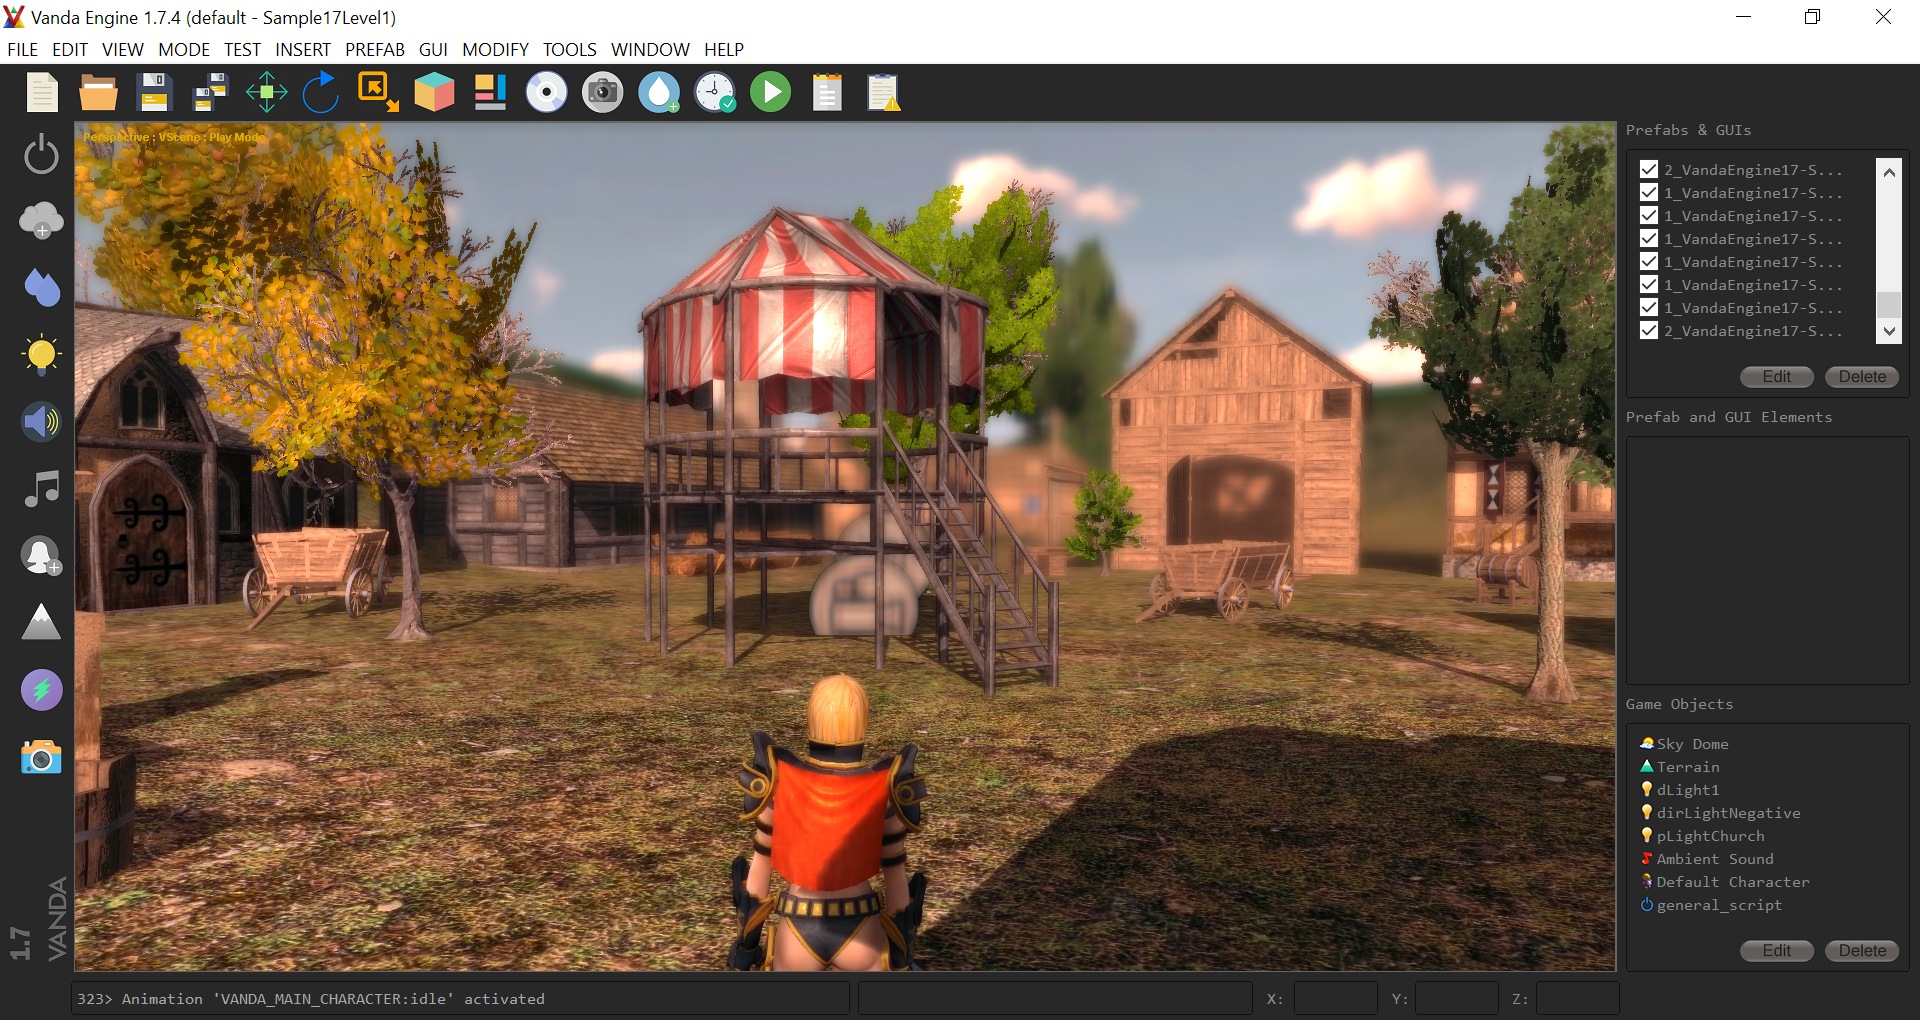 Vanda Engine 1.7.4 (default - Sample17Level1)
FILE EDIT VIEW MODE TEST INSERT PREFAB GUI MODIFY TOOLS WINDOW HELP
Perspective : VScene : Play Mode
Prefabs & GUIs
2_VandaEngine17-S...
1_VandaEngine17-S...
1_VandaEngine17-S...
1_VandaEngine17-S...
1_VandaEngine17-S...
1_VandaEngine17-S...
1_VandaEngine17-S...
2_VandaEngine17-S...
Edit Delete
Prefab and GUI Elements
Game Objects
Sky Dome
Terrain
dLight1
dirLightNegative
pLightChurch
Ambient Sound
Default Character
general_script
Edit Delete
1.7 VANDA
323> Animation 'VANDA_MAIN_CHARACTER:idle' activated
X: Y: Z: